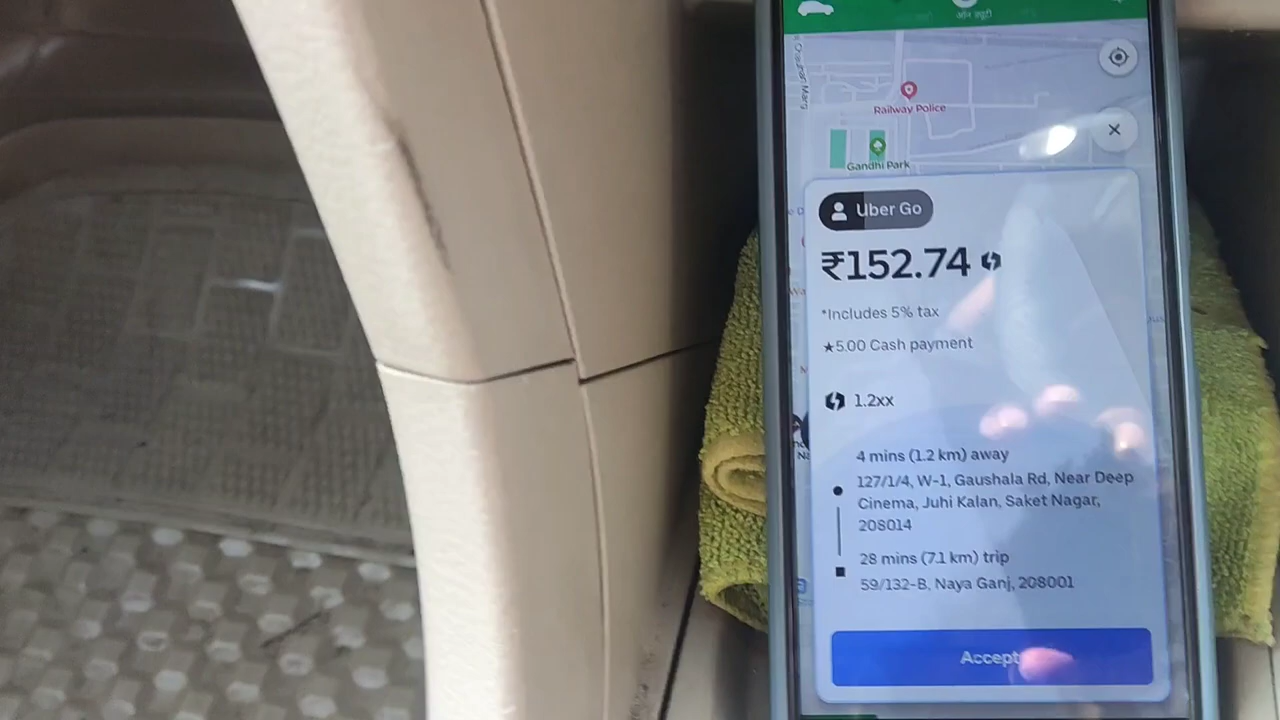 ऑन ड्यूटी
Railway Police
Gandhi Park
Uber Go
₹152.74
*Includes 5% tax
★5.00 Cash payment
1.2xx
4 mins (1.2 km) away
127/1/4, W-1, Gaushala Rd, Near Deep
Cinema, Juhi Kalan, Saket Nagar,
208014
28 mins (7.1 km) trip
59/132-B, Naya Ganj, 208001
Accept